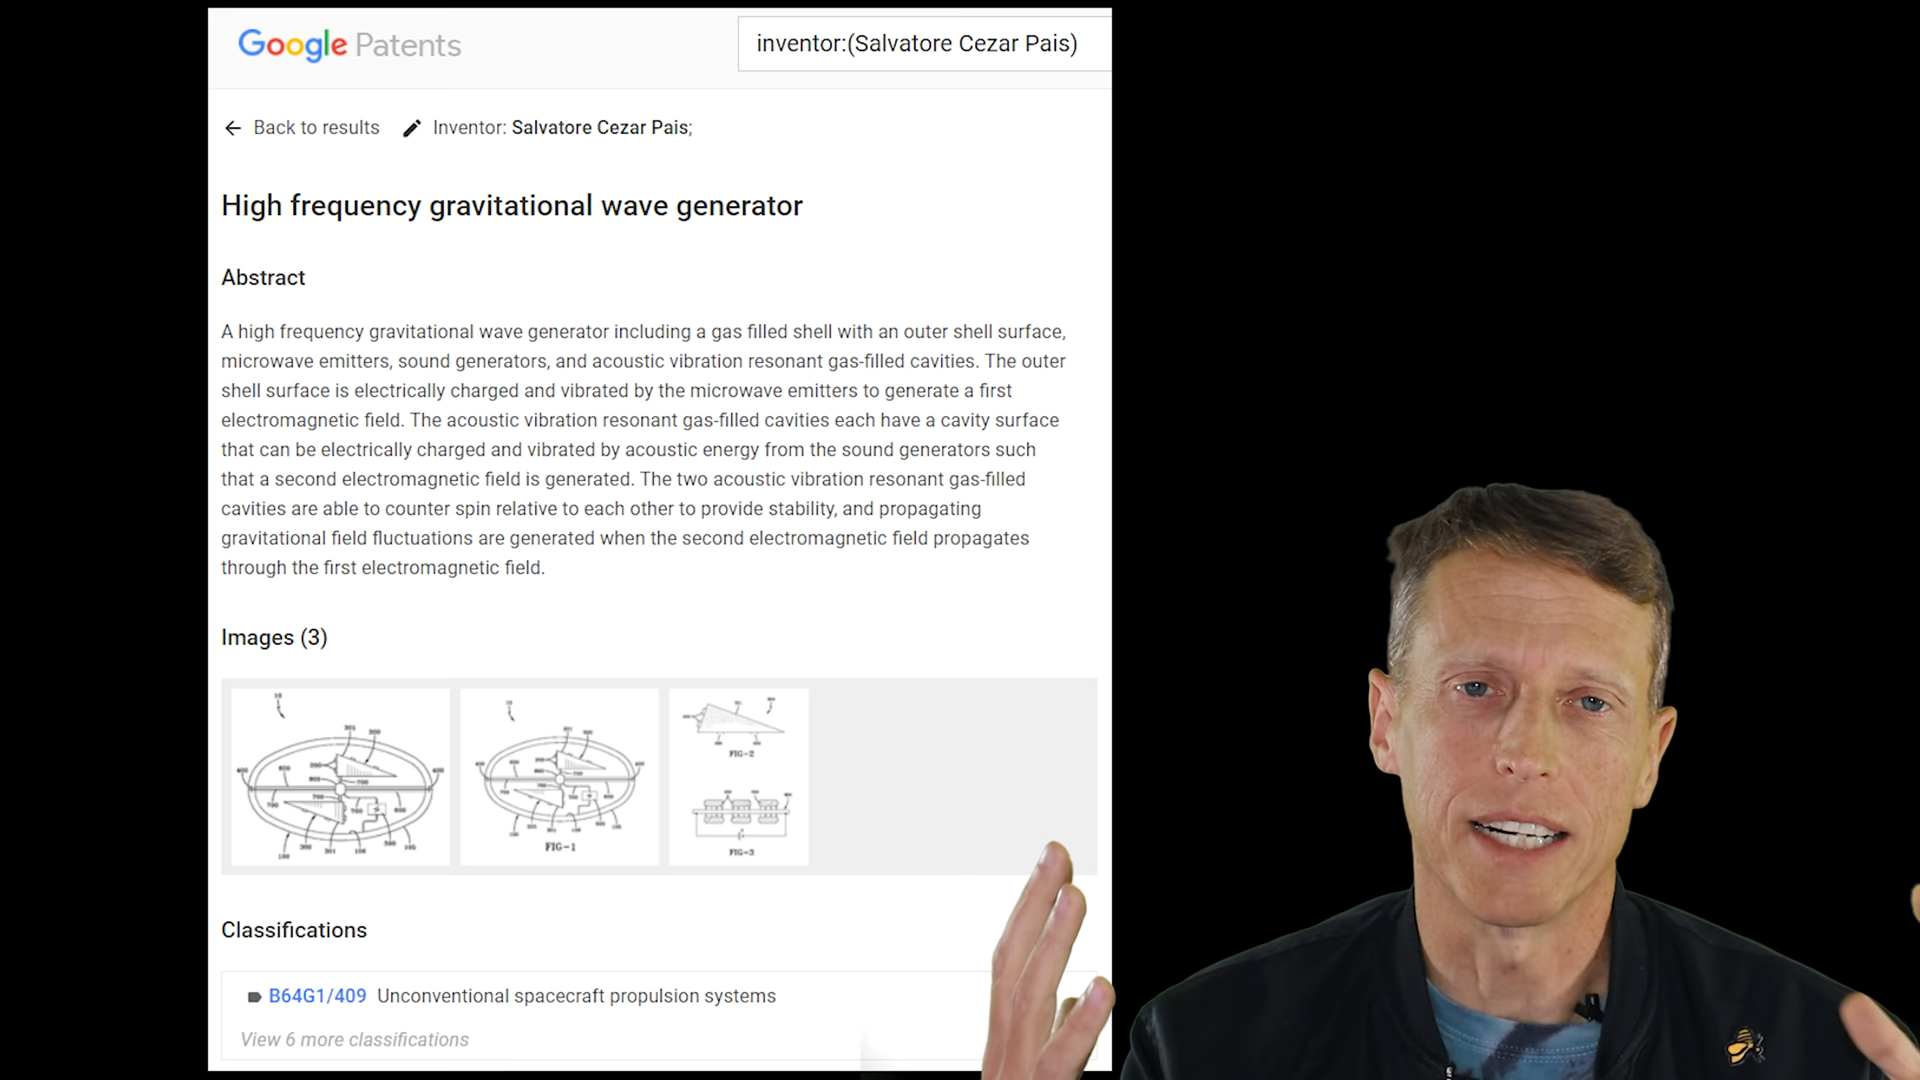 Google Patents
inventor:(Salvatore Cezar Pais)
Back to results
Inventor: Salvatore Cezar Pais;
High frequency gravitational wave generator
Abstract
A high frequency gravitational wave generator including a gas filled shell with an outer shell surface,
microwave emitters, sound generators, and acoustic vibration resonant gas-filled cavities. The outer
shell surface is electrically charged and vibrated by the microwave emitters to generate a first
electromagnetic field. The acoustic vibration resonant gas-filled cavities each have a cavity surface
that can be electrically charged and vibrated by acoustic energy from the sound generators such
that a second electromagnetic field is generated. The two acoustic vibration resonant gas-filled
cavities are able to counter spin relative to each other to provide stability, and propagating
gravitational field fluctuations are generated when the second electromagnetic field propagates
through the first electromagnetic field.
Images (3)
FIG-1
FIG-2
FIG-3
Classifications
B64G1/409 Unconventional spacecraft propulsion systems
View 6 more classifications